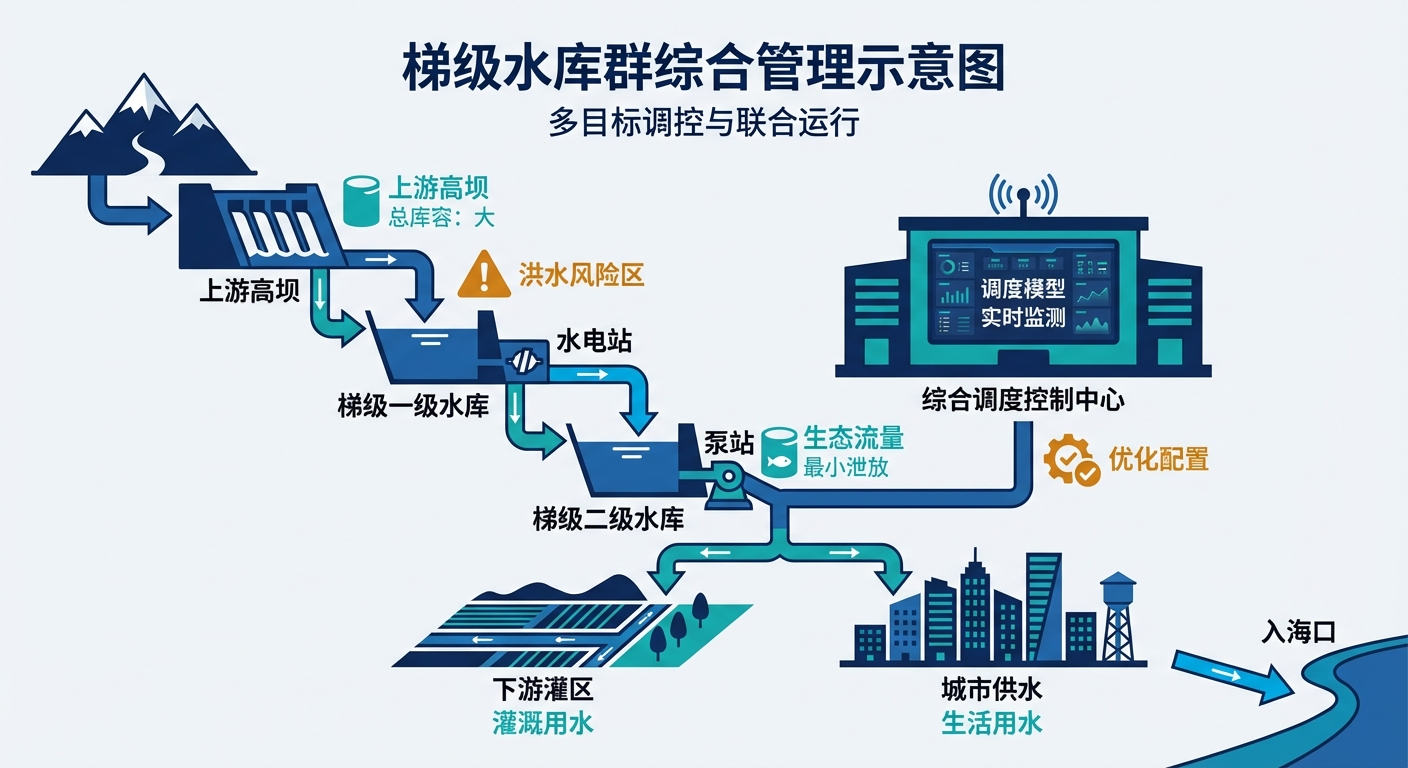 梯级水库群综合管理示意图
多目标调控与联合运行
上游高坝
总库容：大
上游高坝
洪水风险区
水电站
梯级一级水库
调度模型
实时监测
综合调度控制中心
泵站
生态流量
最小泄放
优化配置
梯级二级水库
入海口
下游灌区
灌溉用水
城市供水
生活用水